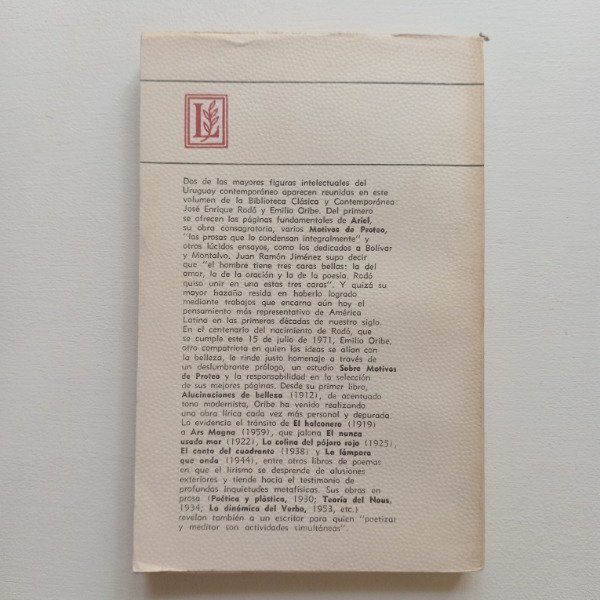 L
Dos de las mayores figuras intelectuales del
Uruguay contemporáneo aparecen reunidas en este
volumen de la Biblioteca Clásica y Contemporánea:
José Enrique Rodó y Emilio Oribe. Del primero
se ofrecen las páginas fundamentales de Ariel,
su obra consagratoria, varios Motivos de Proteo,
"las prosas que lo condensan integralmente" y
otros lúcidos ensayos, como los dedicados a Bolívar
y Montalvo. Juan Ramón Jiménez supo decir
que "el hombre tiene tres caras bellas: la del
amor, la de la oración y la de la poesía. Rodó
quiso unir en una estas tres caras". Y quizá su
mayor hazaña resida en haberlo logrado
mediante trabajos que encarna aún hoy el
pensamiento más representativo de América
Latina en las primeras décadas de nuestro siglo.
En el centenario del nacimiento de Rodó, que
se cumple este 15 de julio de 1971, Emilio Oribe,
otro compatriota en quien las ideas se alían con
la belleza, le rinde justo homenaje a través de
un deslumbrante prólogo, un estudio Sobre Motivos
de Proteo y la responsabilidad en la selección
de sus mejores páginas. Desde su primer libro,
Alucinaciones de belleza (1912), de acentuado
tono modernista, Oribe ha venido realizando
una obra lírica cada vez más personal y depurada.
Lo evidencia el tránsito de El halconero (1919)
a Ars Magna (1959), que jalona El nunca
usado mar (1922), La colina del pájaro rojo (1925),
El canto del cuadrante (1938) y La lámpara
que anda (1944), entre otros libros de poemas
en que el lirismo se desprende de alusiones
exteriores y tiende hacia el testimonio de
profundas inquietudes metafísicas. Sus obras en
prosa (Poética y plástica, 1930; Teoría del Nous,
1934; La dinámica del Verbo, 1953, etc.)
revelan también a un escritor para quien "poetizar
y meditar son actividades simultáneas".